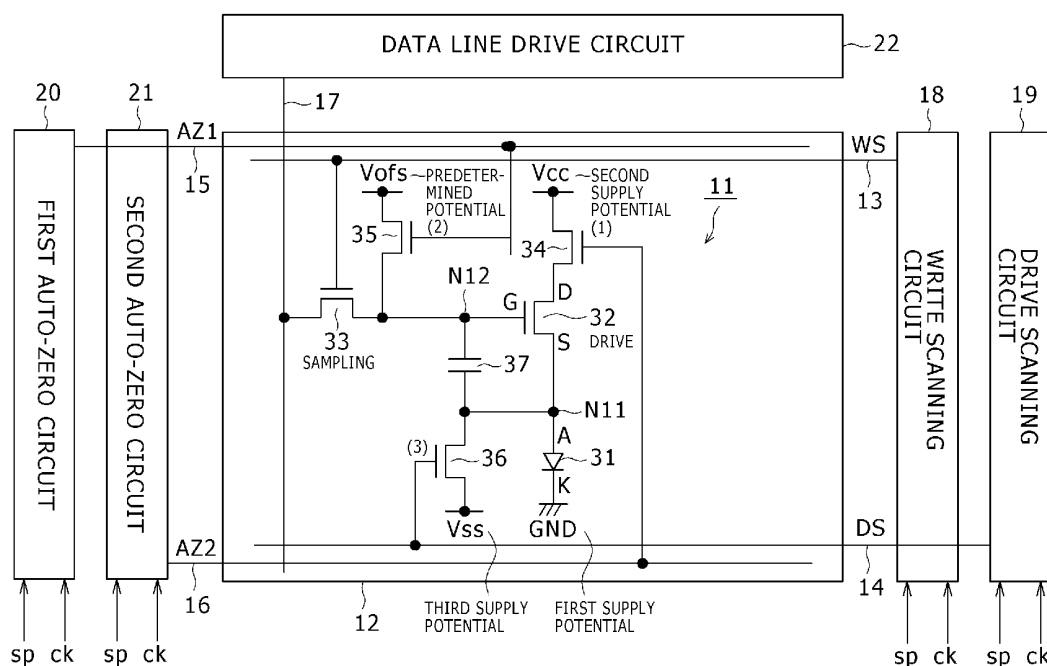 DATA LINE DRIVE CIRCUIT
22
20
21
17
18
19
AZ1
WS
15
13
Vofs
PREDETER-
MINED
POTENTIAL
(2)
Vcc
SECOND
SUPPLY
POTENTIAL
(1)
11
35
34
N12
G
D
32
DRIVE
S
33
SAMPLING
37
N11
A
(3)
36
31
K
Vss
GND
FIRST AUTO-ZERO CIRCUIT
SECOND AUTO-ZERO CIRCUIT
WRITE SCANNING
CIRCUIT
DRIVE SCANNING
CIRCUIT
AZ2
DS
16
14
12
THIRD SUPPLY
POTENTIAL
FIRST SUPPLY
POTENTIAL
sp ck
sp ck
sp ck
sp ck